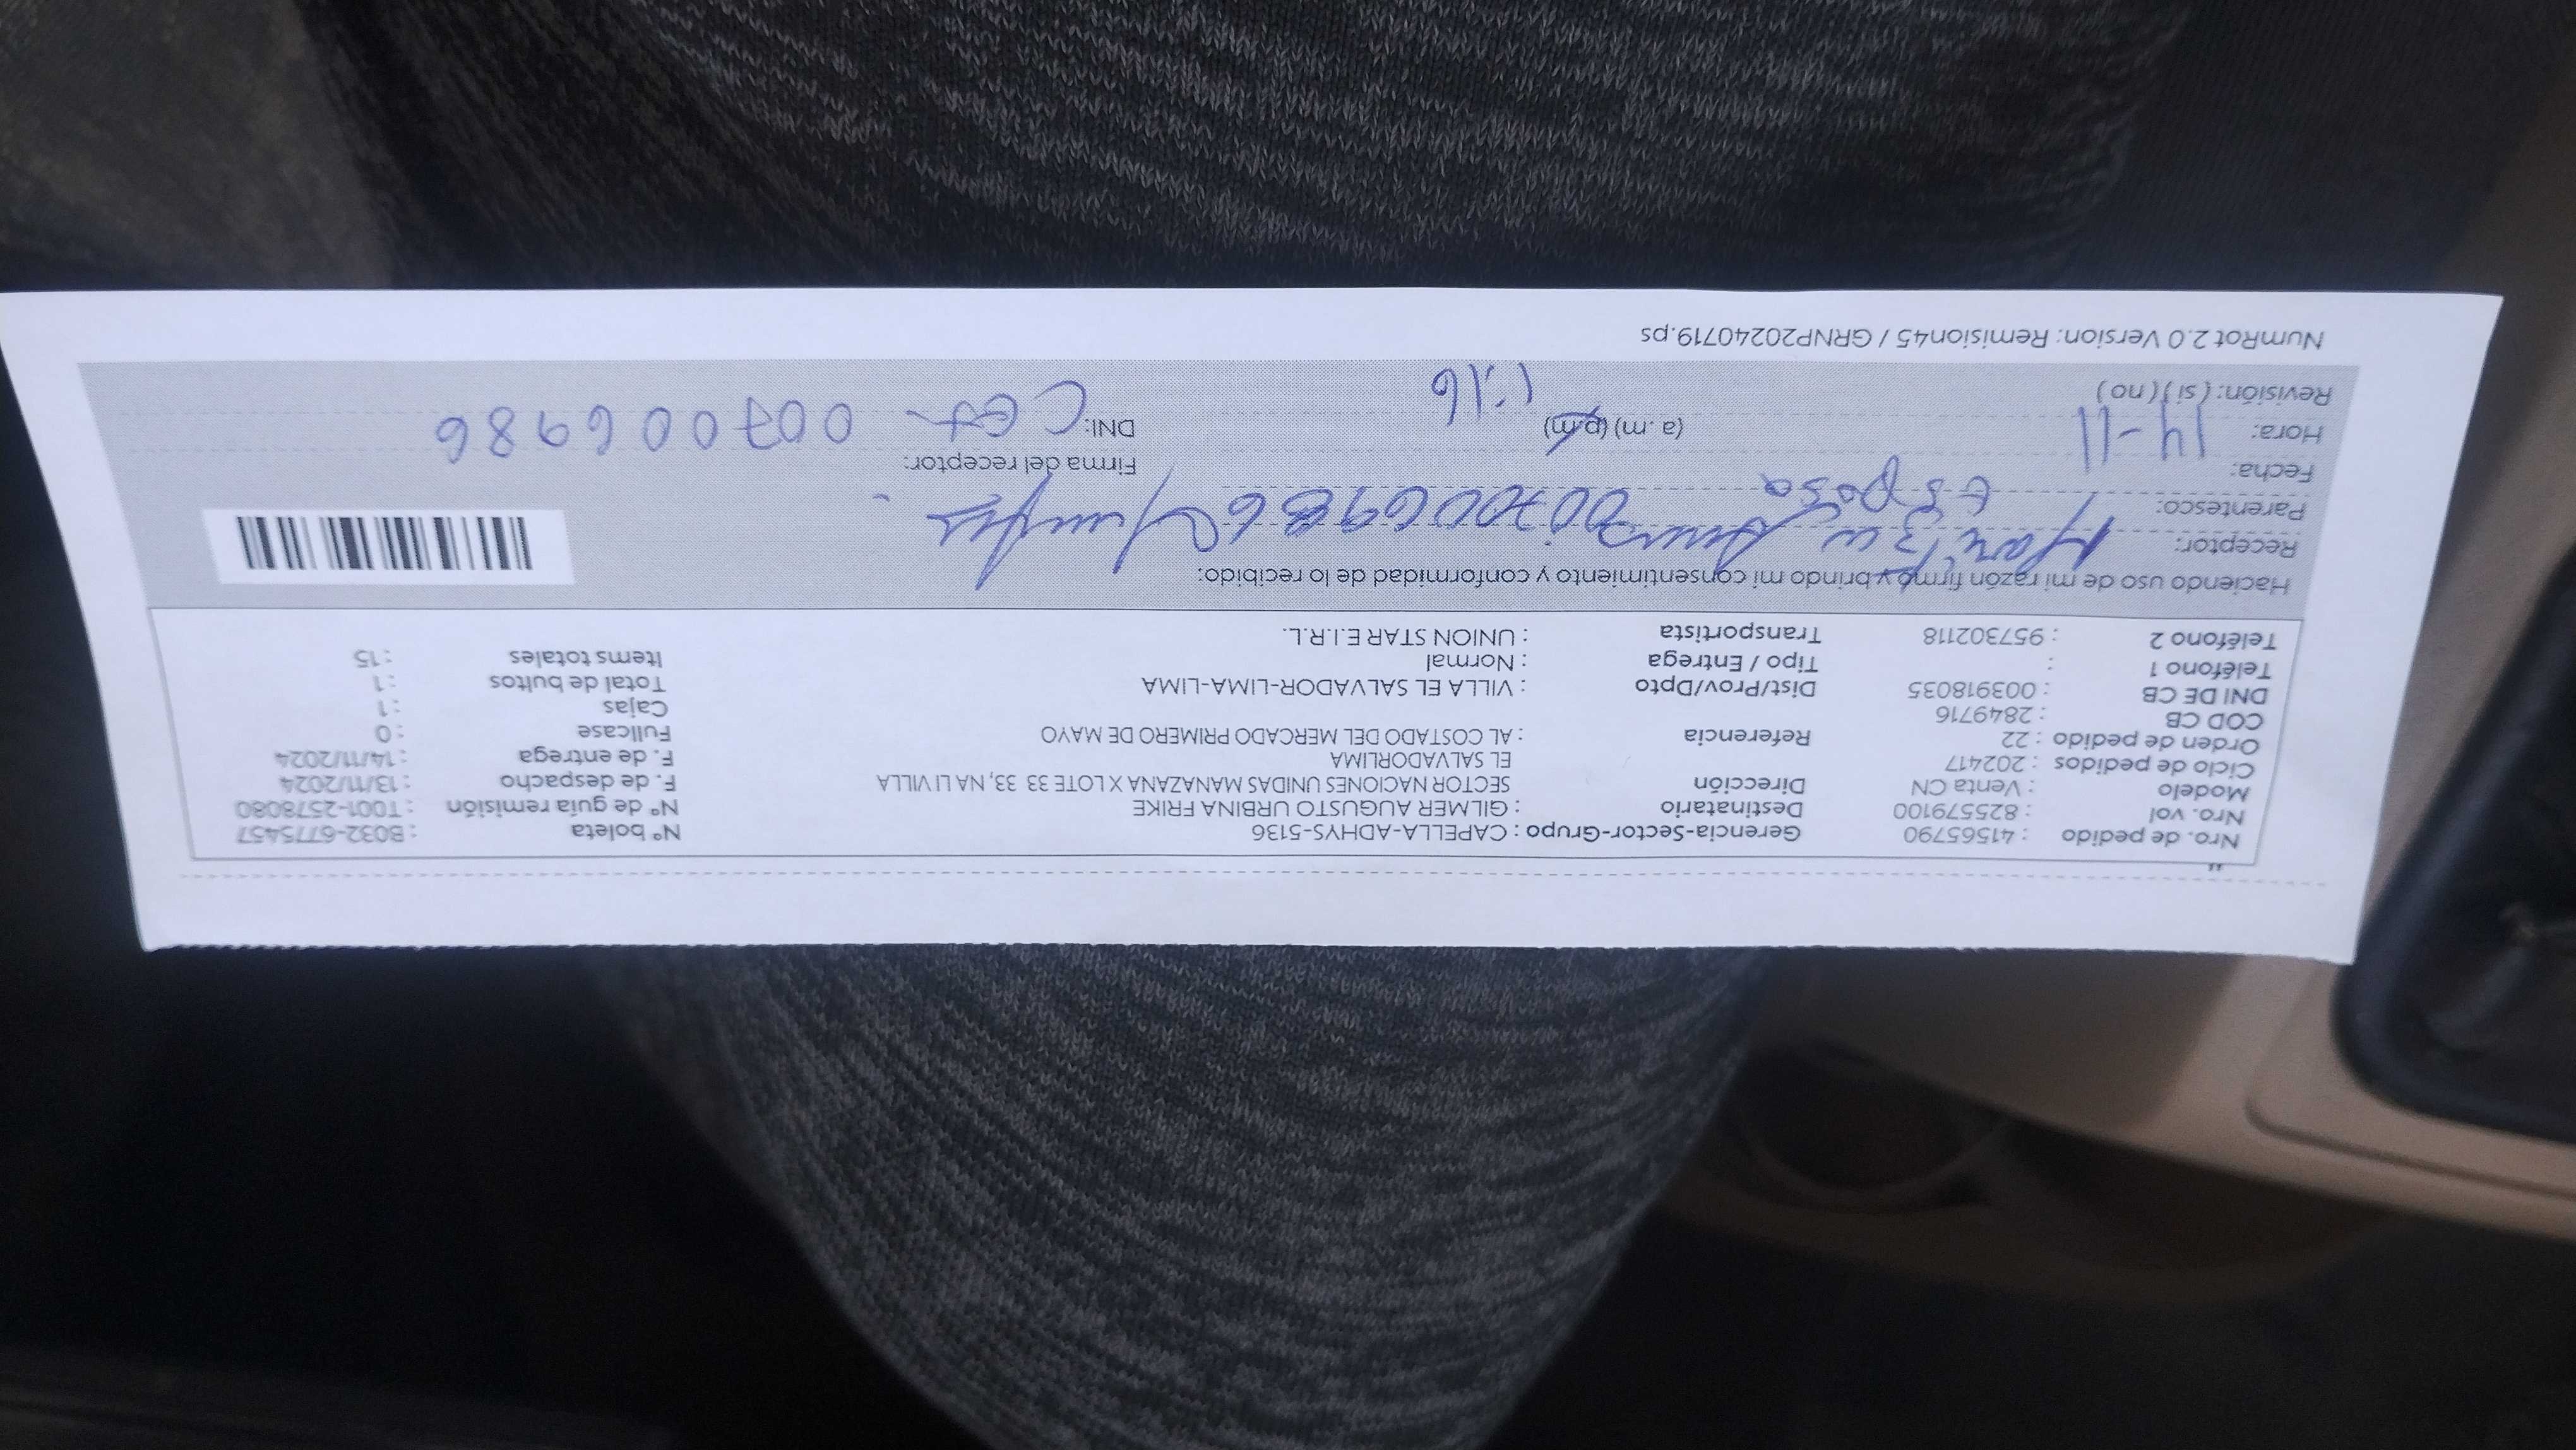 Nro. de pedido : 41565790 Gerencia-Sector-Grupo : CAPELLA-ADHYS-5136 N° boleta : B032-6775457
Nro. vol : 825579100 Destinatario : GILMER AUGUSTO URBINA FRIKE N° de guía remisión : T001-2578080
Modelo : Venta CN Dirección SECTOR NACIONES UNIDAS MANAZANA X LOTE 33 33, NA LI VILLA F. de despacho : 13/11/2024
Ciclo de pedidos : 202417 EL SALVADORLIMA F. de entrega : 14/11/2024
Orden de pedido : 22 Referencia : AL COSTADO DEL MERCADO PRIMERO DE MAYO Fullcase : 0
COD CB : 2849716 Cajas : 1
DNI DE CB : 003918035 Dist/Prov/Dpto : VILLA EL SALVADOR-LIMA-LIMA Total de bultos : 1
Teléfono 1 : Tipo / Entrega : Normal Items totales : 15
Teléfono 2 : 957302118 Transportista : UNION STAR E.I.R.L.
Haciendo uso de mi razón firmo y brindo mi consentimiento y conformidad de lo recibido:
Receptor: 007006986
Parentesco: Esposa
Fecha: 14-11 Firma del receptor:
Hora: (a.m) (p.m) 1:16 DNI: 007006986
Revisión: ( si ) ( no )
NumRot 2.0 Version: Remision45 / GRNP20240719.ps